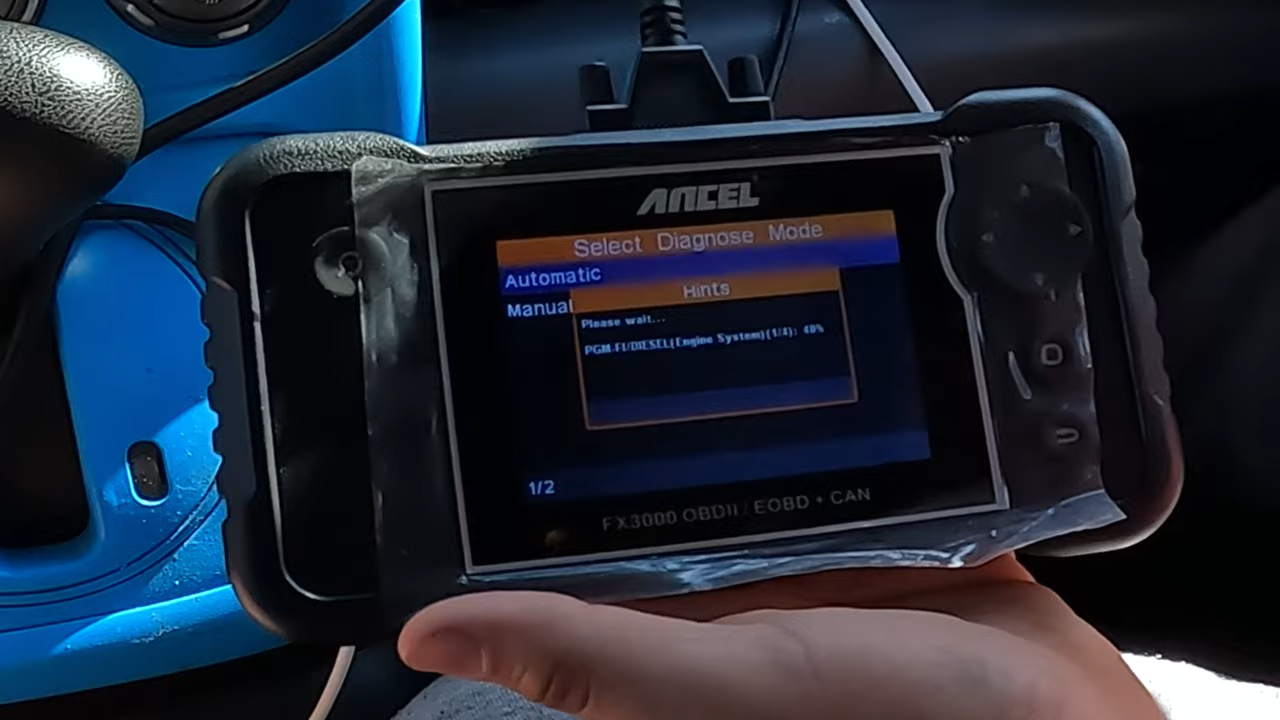 ANCEL
Select Diagnose Mode
Automatic
Manual
Hints
Please wait...
PGM-FI/DIESEL(Engine System)(1/4): 40%
1/2
FX3000 OBDII / EOBD + CAN